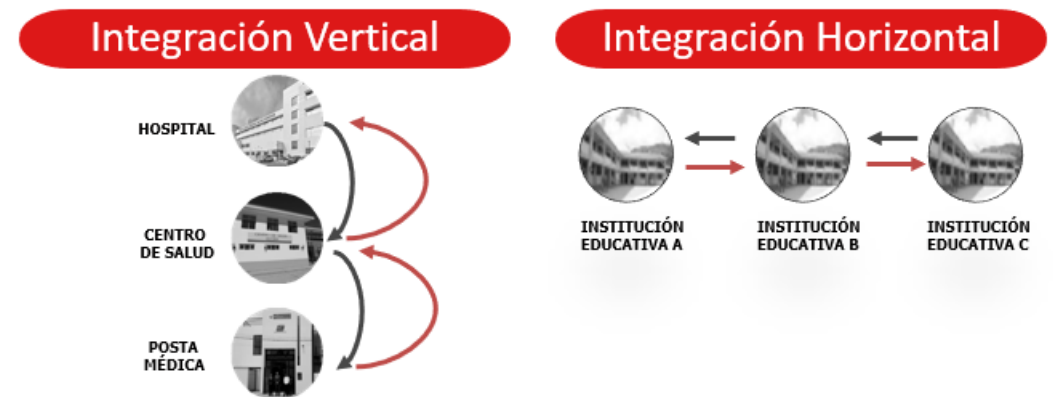 Integración Vertical
HOSPITAL
CENTRO
DE SALUD
POSTA
MÉDICA
Integración Horizontal
INSTITUCIÓN
EDUCATIVA A
INSTITUCIÓN
EDUCATIVA B
INSTITUCIÓN
EDUCATIVA C